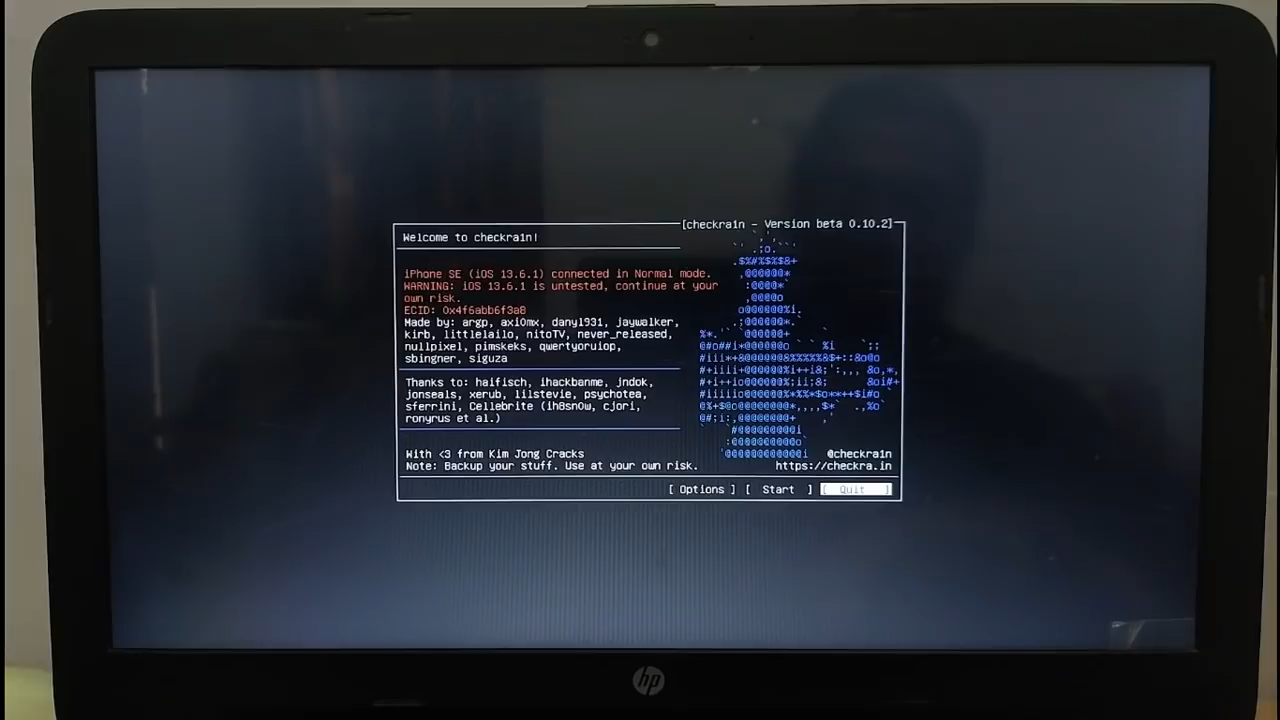 [checkra1n - Version beta 0.10.2]
Welcome to checkra1n!
iPhone SE (iOS 13.6.1) connected in Normal mode.
WARNING: iOS 13.6.1 is untested, continue at your
own risk.
ECID: 0x4f6abb6f3a8
Made by: argp, axi0mx, danyl931, jaywalker,
kirb, littlelailo, nitoTV, never_released,
nullpixel, pimskeks, qwertyoruiop,
sbingner, siguza
Thanks to: haifisch, ihackbanme, jndok,
jonseals, xerub, lilstevie, psychotea,
sferrini, Cellebrite (ih8sn0w, cjori,
ronyrus et al.)
With <3 from Kim Jong Cracks
@checkra1n
Note: Backup your stuff. Use at your own risk.
https://checkra.in
[ Options ] [ Start ] [ Quit ]
hp